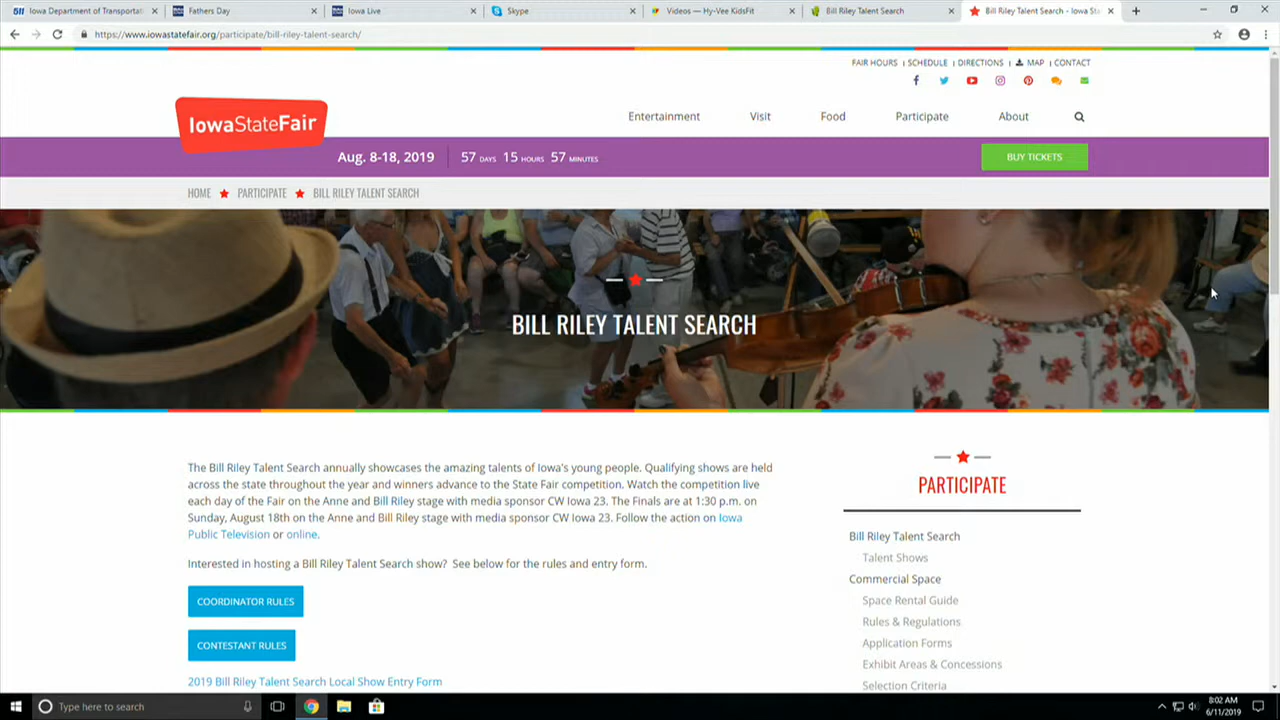 Iowa Department of Transportat
Fathers Day
Iowa Live
Skype
Videos — Hy-Vee KidsFit
Bill Riley Talent Search
Bill Riley Talent Search - Iowa Sta
https://www.iowastatefair.org/participate/bill-riley-talent-search/
FAIR HOURS | SCHEDULE | DIRECTIONS | MAP | CONTACT
IowaStateFair
Entertainment Visit Food Participate About
Aug. 8-18, 2019 57 DAYS 15 HOURS 57 MINUTES BUY TICKETS
HOME PARTICIPATE BILL RILEY TALENT SEARCH
BILL RILEY TALENT SEARCH
The Bill Riley Talent Search annually showcases the amazing talents of Iowa's young people. Qualifying shows are held
across the state throughout the year and winners advance to the State Fair competition. Watch the competition live
each day of the Fair on the Anne and Bill Riley stage with media sponsor CW Iowa 23. The Finals are at 1:30 p.m. on
Sunday, August 18th on the Anne and Bill Riley stage with media sponsor CW Iowa 23. Follow the action on Iowa
Public Television or online.
Interested in hosting a Bill Riley Talent Search show? See below for the rules and entry form.
COORDINATOR RULES
CONTESTANT RULES
2019 Bill Riley Talent Search Local Show Entry Form
PARTICIPATE
Bill Riley Talent Search
Talent Shows
Commercial Space
Space Rental Guide
Rules & Regulations
Application Forms
Exhibit Areas & Concessions
Selection Criteria
Type here to search
8:02 AM
6/11/2019